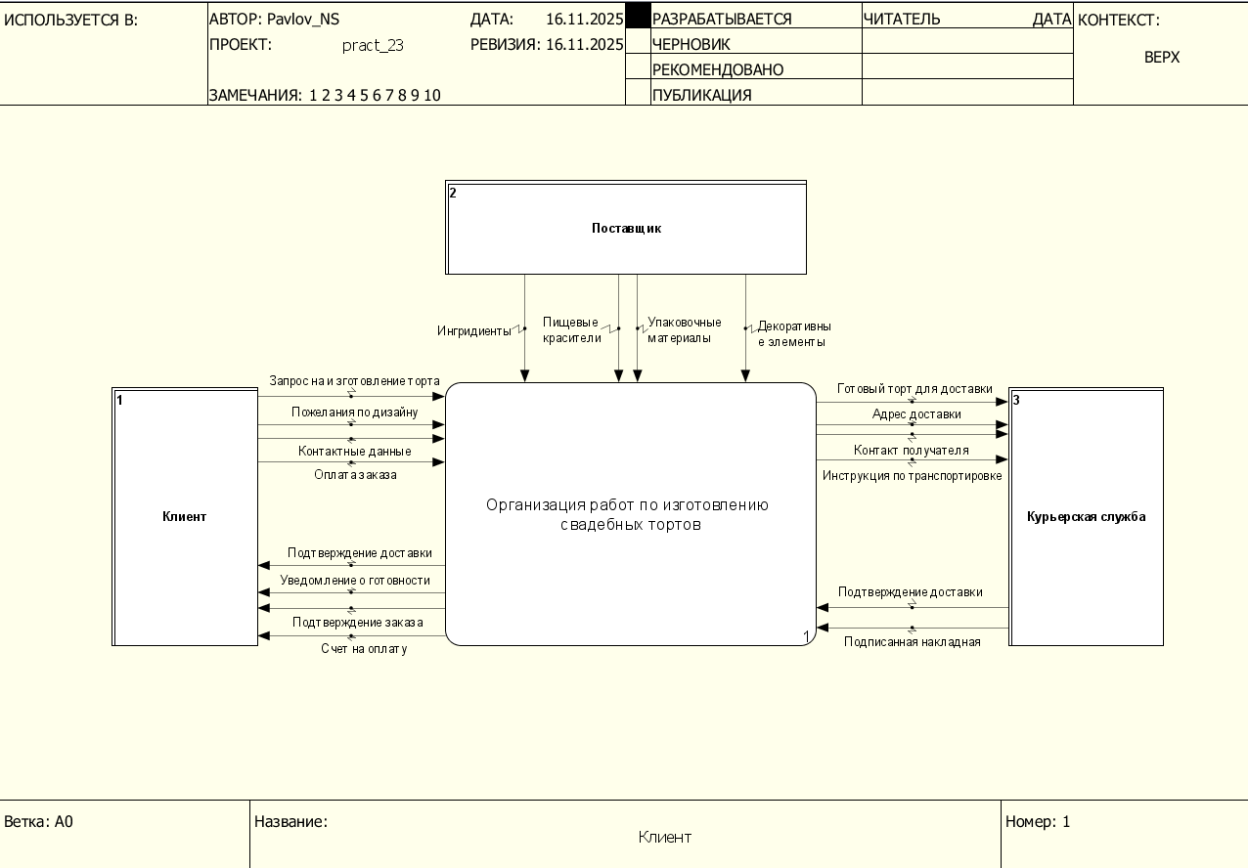 ИСПОЛЬЗУЕТСЯ В:
АВТОР: Pavlov_NS
ДАТА: 16.11.2025
РАЗРАБАТЫВАЕТСЯ
ЧИТАТЕЛЬ
ДАТА
КОНТЕКСТ:
ПРОЕКТ: pract_23
РЕВИЗИЯ: 16.11.2025
ЧЕРНОВИК
ВЕРХ
РЕКОМЕНДОВАНО
ЗАМЕЧАНИЯ: 1 2 3 4 5 6 7 8 9 10
ПУБЛИКАЦИЯ
2
Поставщик
Ингридиенты
Пищевые
красители
Упаковочные
материалы
Декоративны
е элементы
1
Клиент
Запрос на изготовление торта
Пожелания по дизайну
Контактные данные
Оплата заказа
Подтверждение доставки
Уведомление о готовности
Подтверждение заказа
Счет на оплату
Организация работ по изготовлению
свадебных тортов
1
Готовый торт для доставки
Адрес доставки
Контакт получателя
Инструкция по транспортировке
Подтверждение доставки
Подписанная накладная
3
Курьерская служба
Ветка: A0
Название:
Клиент
Номер: 1